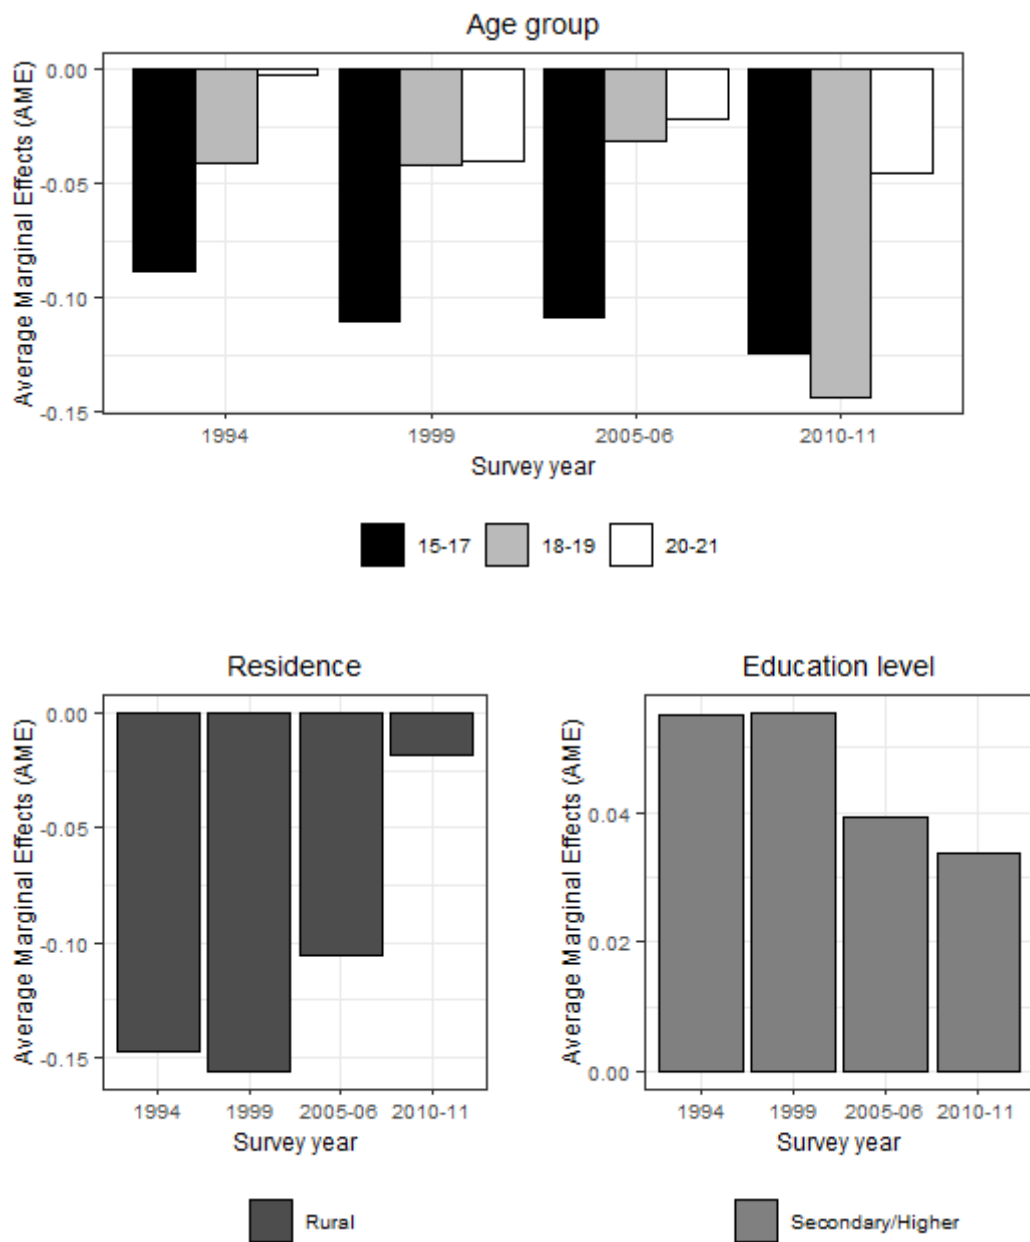 Age group
Average Marginal Effects (AME)
0.00
-0.05
-0.10
-0.15
1994 1999 2005-06 2010-11
Survey year
15-17 18-19 20-21
Residence
Average Marginal Effects (AME)
0.00
-0.05
-0.10
-0.15
1994 1999 2005-06 2010-11
Survey year
Rural
Education level
Average Marginal Effects (AME)
0.04
0.02
0.00
1994 1999 2005-06 2010-11
Survey year
Secondary/Higher